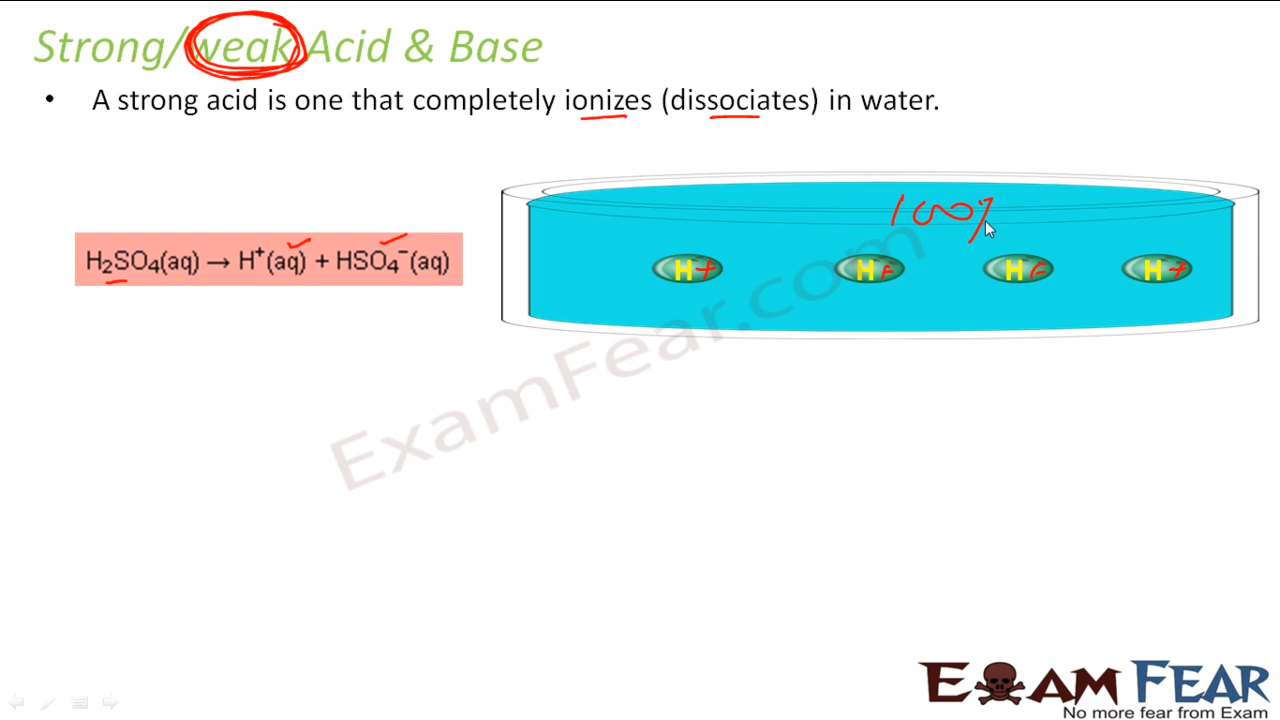 Strong/weak Acid & Base
• A strong acid is one that completely ionizes (dissociates) in water.
100%
H₂SO₄(aq) → H⁺(aq) + HSO₄⁻(aq)
H+ H+ H+ H+
ExamFear.com
EXAM FEAR
No more fear from Exam